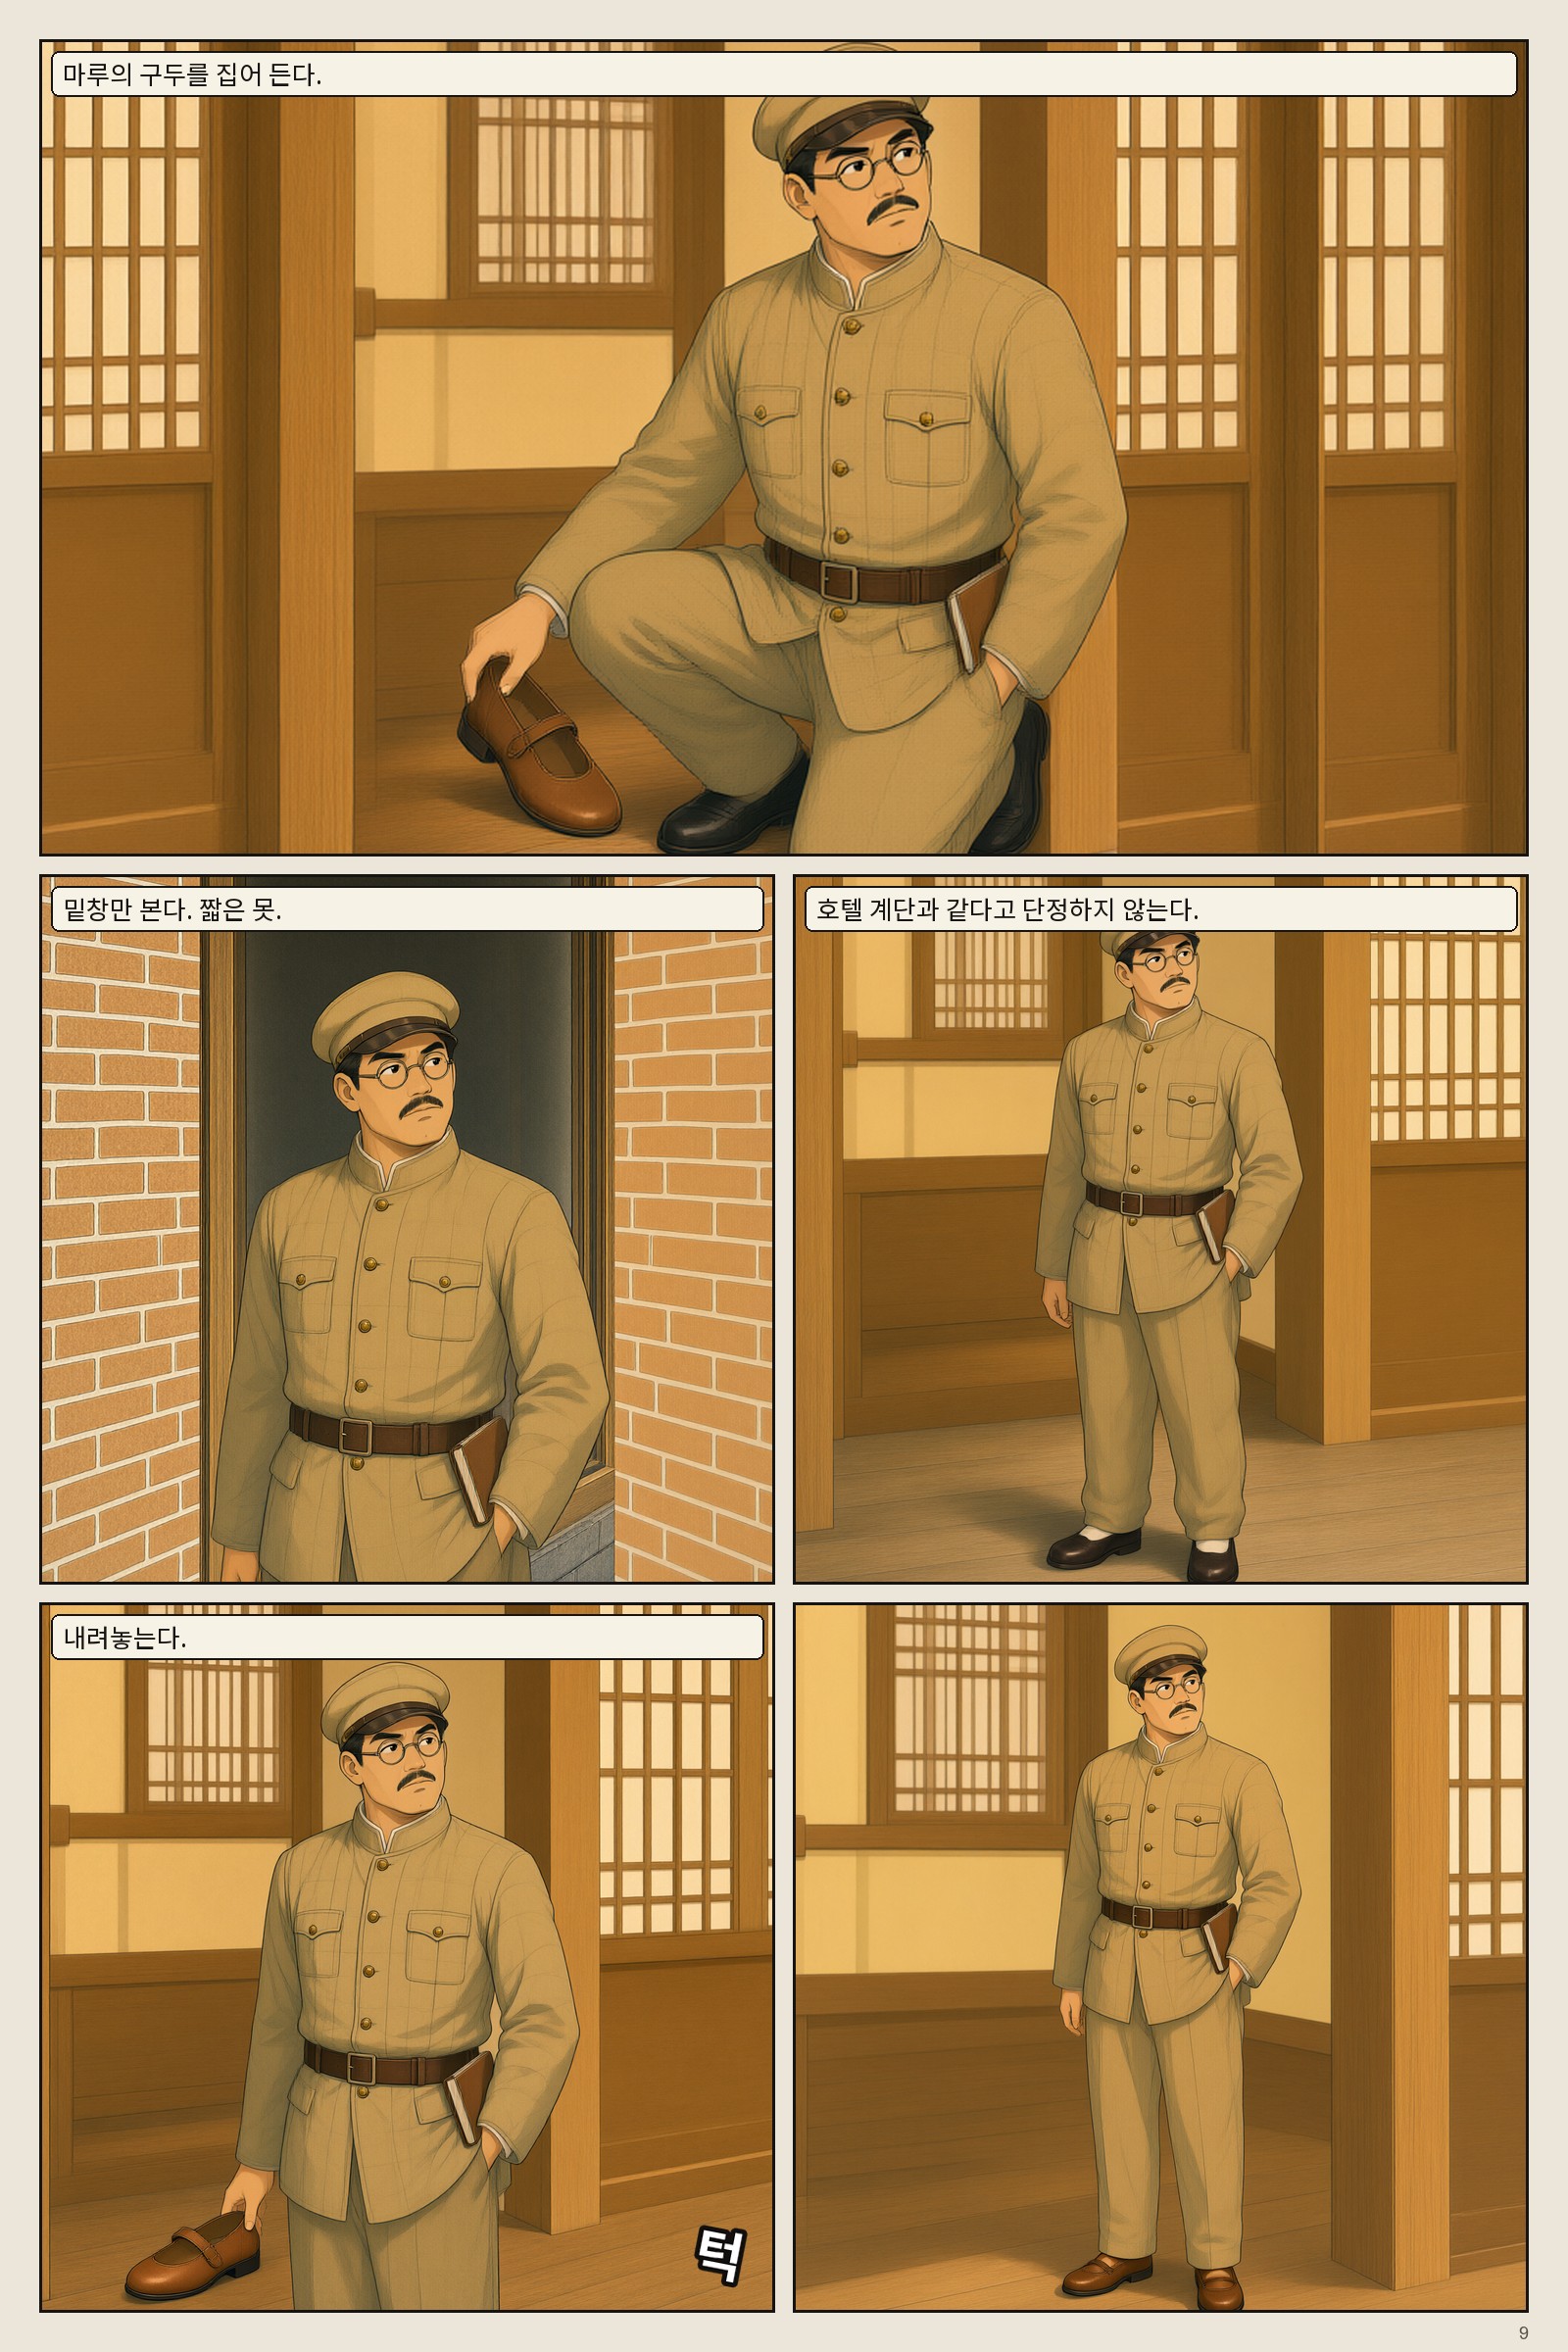 마루의 구두를 집어 든다.
밑창만 본다. 짧은 못.
호텔 계단과 같다고 단정하지 않는다.
내려놓는다.
턱
9